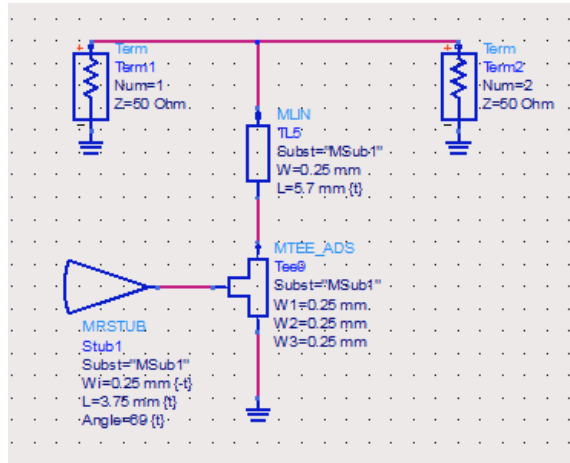 +
Term
Term1
Num=1
Z=50 Ohm
-
+
Term
Term2
Num=2
Z=50 Ohm
-
MLIN
TL5
Subst="MSub1"
W=0.25 mm
L=5.7 mm {t}
MTEE_ADS
Tee9
Subst="MSub1"
W1=0.25 mm
W2=0.25 mm
W3=0.25 mm
MRSTUB
Stub1
Subst="MSub1"
Wi=0.25 mm {-t}
L=3.75 mm {t}
Angle=69 {t}